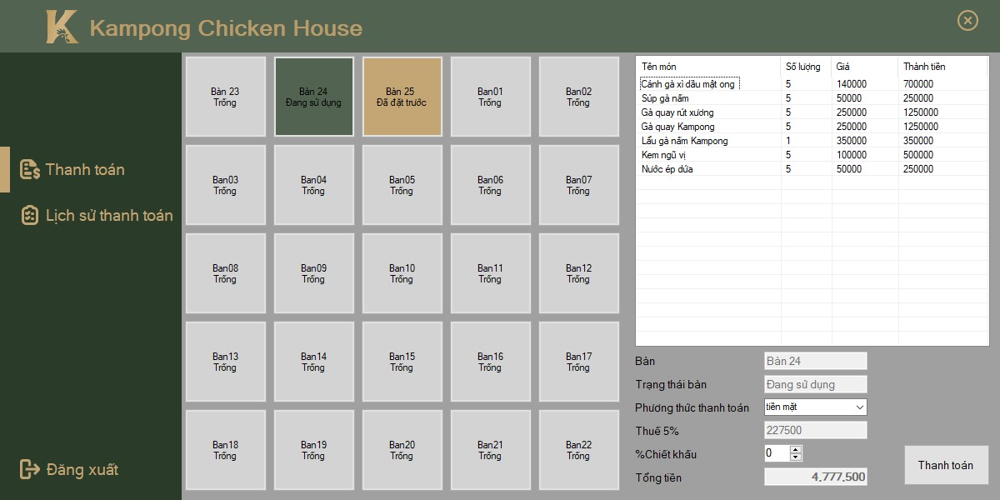 Kampong Chicken House
Thanh toán
Lịch sử thanh toán
Đăng xuất
Bàn 23
Trống
Bàn 24
Đang sử dụng
Bàn 25
Đã đặt trước
Ban01
Trống
Ban02
Trống
Ban03
Trống
Ban04
Trống
Ban05
Trống
Ban06
Trống
Ban07
Trống
Ban08
Trống
Ban09
Trống
Ban10
Trống
Ban11
Trống
Ban12
Trống
Ban13
Trống
Ban14
Trống
Ban15
Trống
Ban16
Trống
Ban17
Trống
Ban18
Trống
Ban19
Trống
Ban20
Trống
Ban21
Trống
Ban22
Trống
Tên món Số lượng Giá Thành tiền
Cánh gà xì dầu mật ong 5 140000 700000
Súp gà nấm 5 50000 250000
Gà quay rút xương 5 250000 1250000
Gà quay Kampong 5 250000 1250000
Lẩu gà nấm Kampong 1 350000 350000
Kem ngũ vị 5 100000 500000
Nước ép dứa 5 50000 250000
Bàn Bàn 24
Trạng thái bàn Đang sử dụng
Phương thức thanh toán tiền mặt
Thuế 5% 227500
%Chiết khấu 0
Tổng tiền 4,777,500
Thanh toán